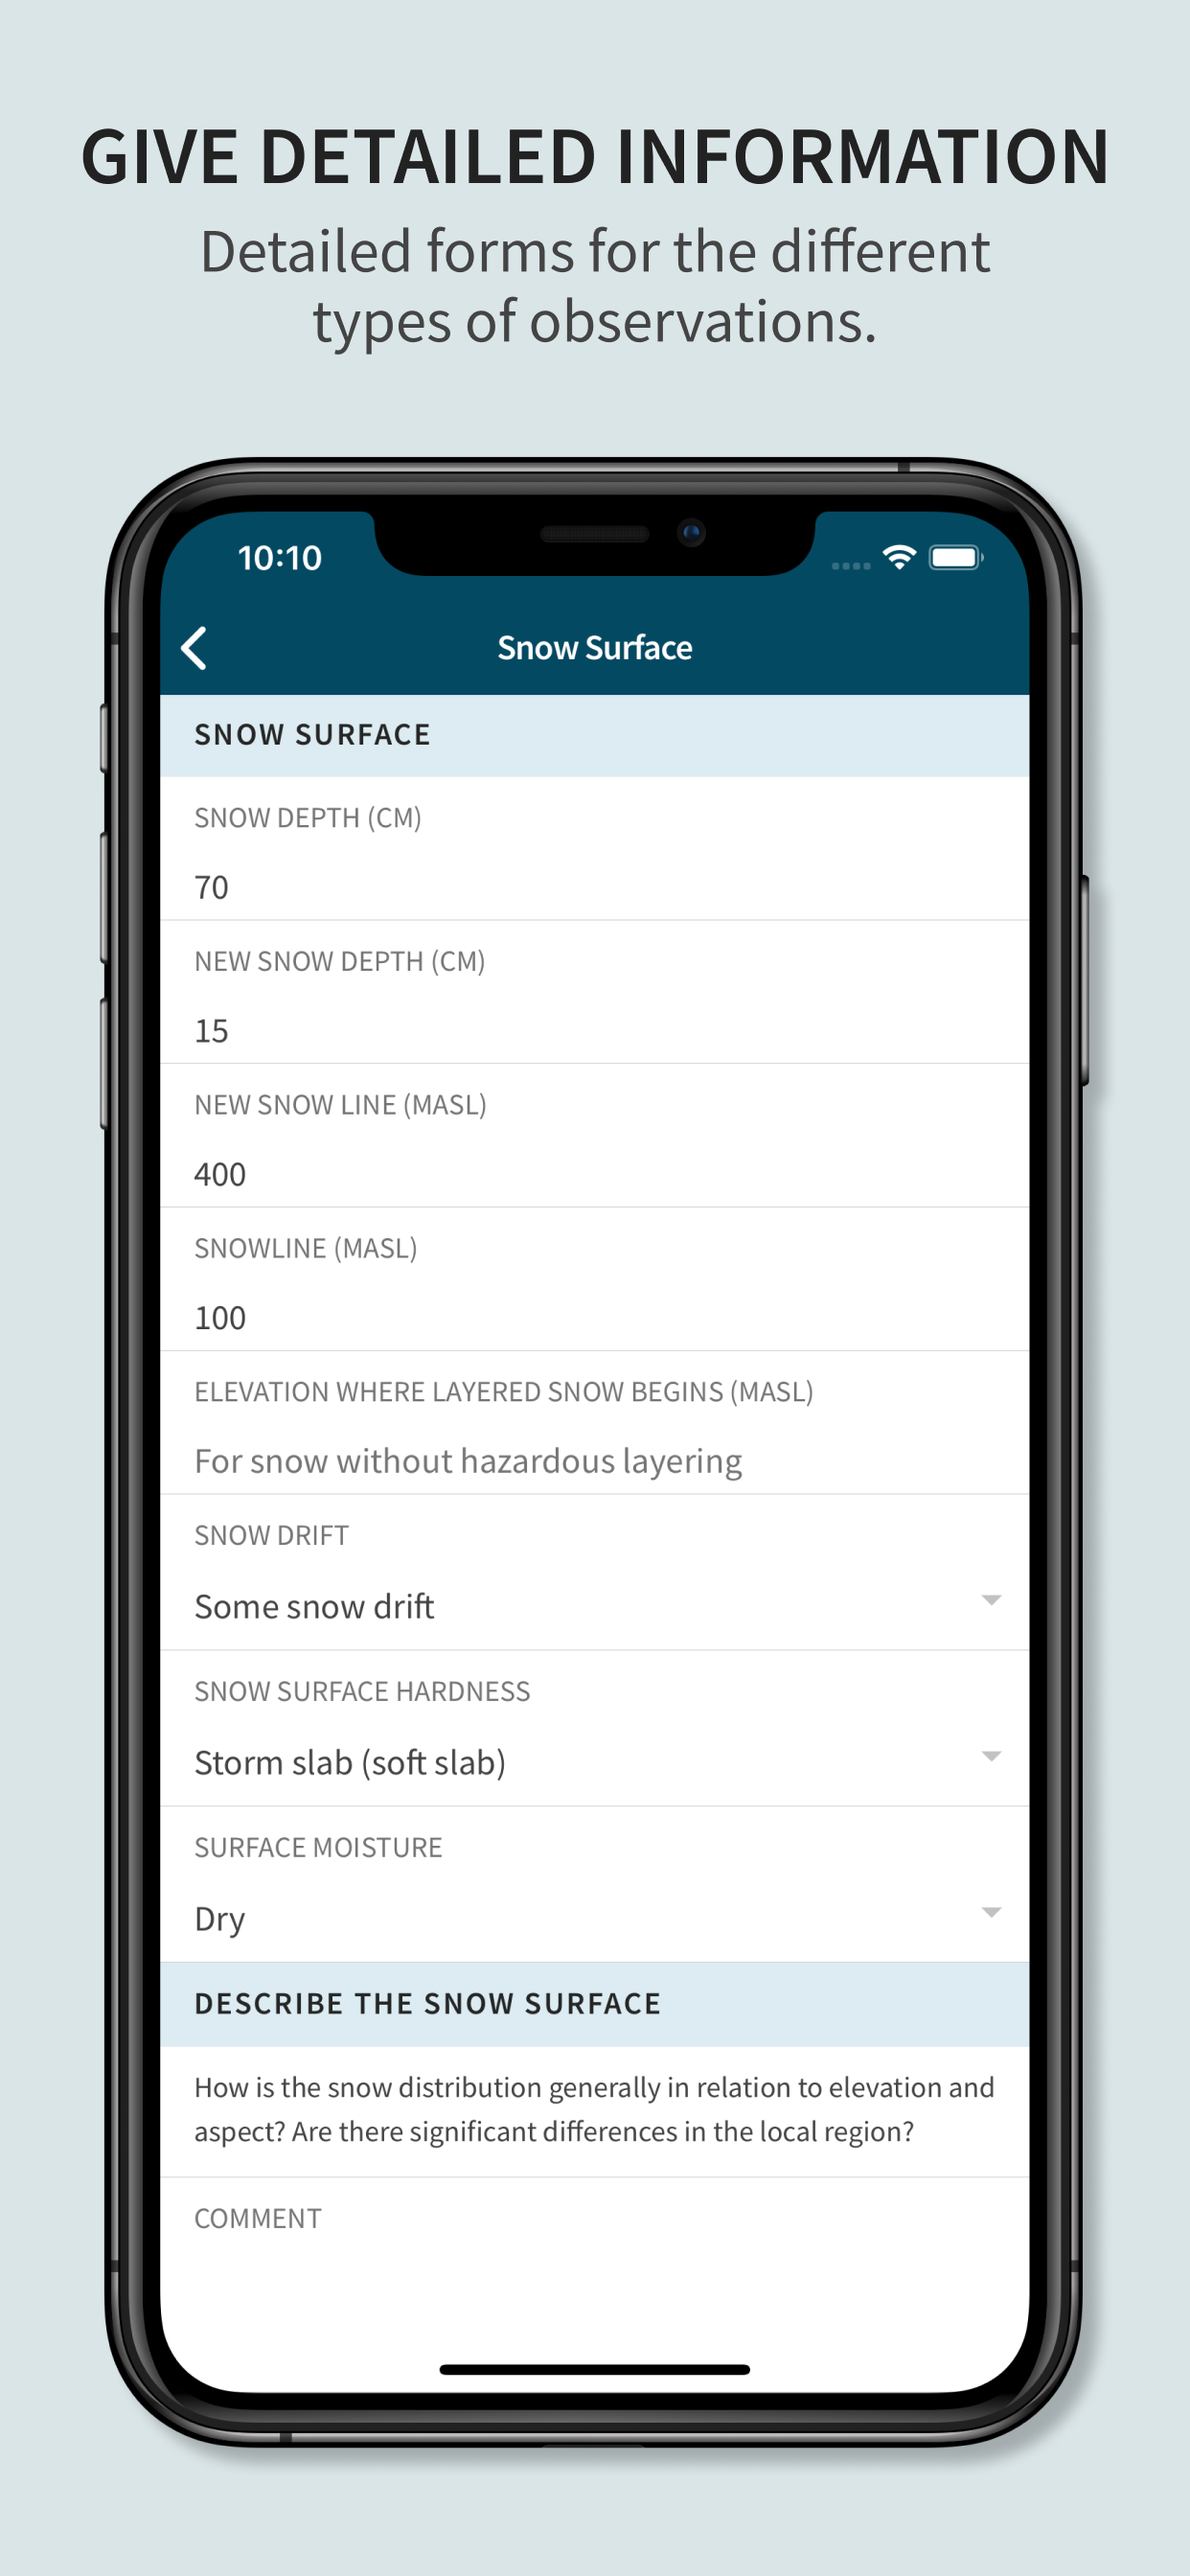 GIVE DETAILED INFORMATION
Detailed forms for the different
types of observations.
10:10
Snow Surface
SNOW SURFACE
SNOW DEPTH (CM)
70
NEW SNOW DEPTH (CM)
15
NEW SNOW LINE (MASL)
400
SNOWLINE (MASL)
100
ELEVATION WHERE LAYERED SNOW BEGINS (MASL)
For snow without hazardous layering
SNOW DRIFT
Some snow drift
SNOW SURFACE HARDNESS
Storm slab (soft slab)
SURFACE MOISTURE
Dry
DESCRIBE THE SNOW SURFACE
How is the snow distribution generally in relation to elevation and
aspect? Are there significant differences in the local region?
COMMENT